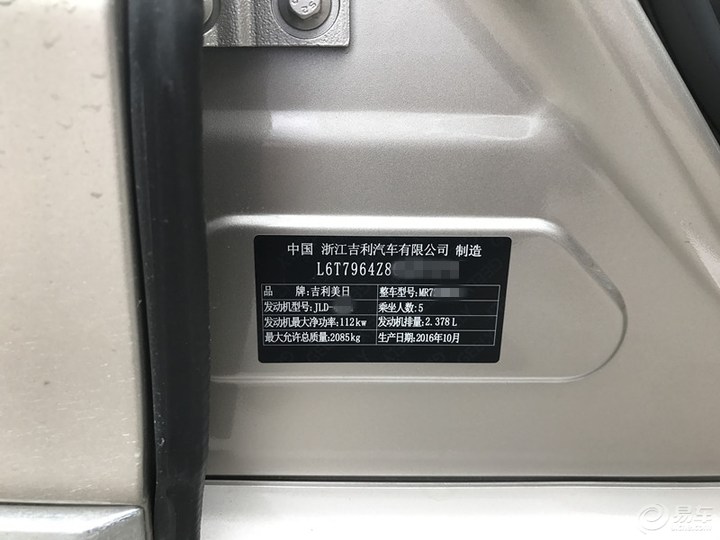 中国 浙江吉利汽车有限公司 制造
L6T7964Z8
品 牌:吉利美日 整车型号:MR7
发动机型号:JLD- 乘坐人数:5
发动机最大净功率:112kw 发动机排量:2.378L
最大允许总质量:2085kg 生产日期:2016年10月
易车